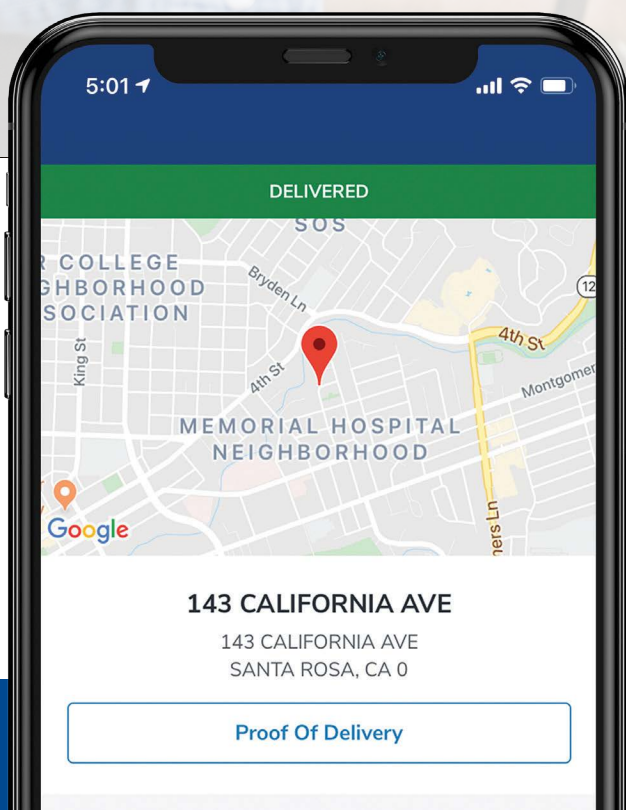 5:01
DELIVERED
SOS
COLLEGE
GHBORHOOD
SOCIATION
Bryden Ln
12
4th St
King St
4th St
Montgomer
MEMORIAL HOSPITAL
NEIGHBORHOOD
Google
ners Ln
143 CALIFORNIA AVE
143 CALIFORNIA AVE
SANTA ROSA, CA 0
Proof Of Delivery